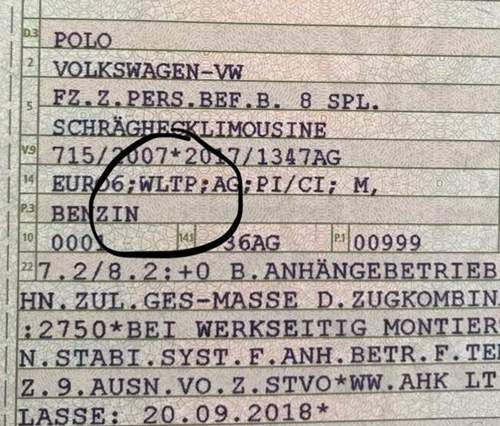 D.3 POLO
2 VOLKSWAGEN-VW
5 FZ.Z.PERS.BEF.B. 8 SPL.
SCHRÄGHECKLIMOUSINE
V.9 715/2007*2017/1347AG
14 EURO6;WLTP;AG;PI/CI; M,
P.3 BENZIN
10 0001 14.1 36AG P.1 00999
22 7.2/8.2:+0 B.ANHÄNGEBETRIEB
HN.ZUL.GES-MASSE D.ZUGKOMBIN
:2750*BEI WERKSEITIG MONTIER
N.STABI.SYST.F.ANH.BETR.F.TE
Z.9.AUSN.VO.Z.STVO*WW.AHK LT
LASSE: 20.09.2018*